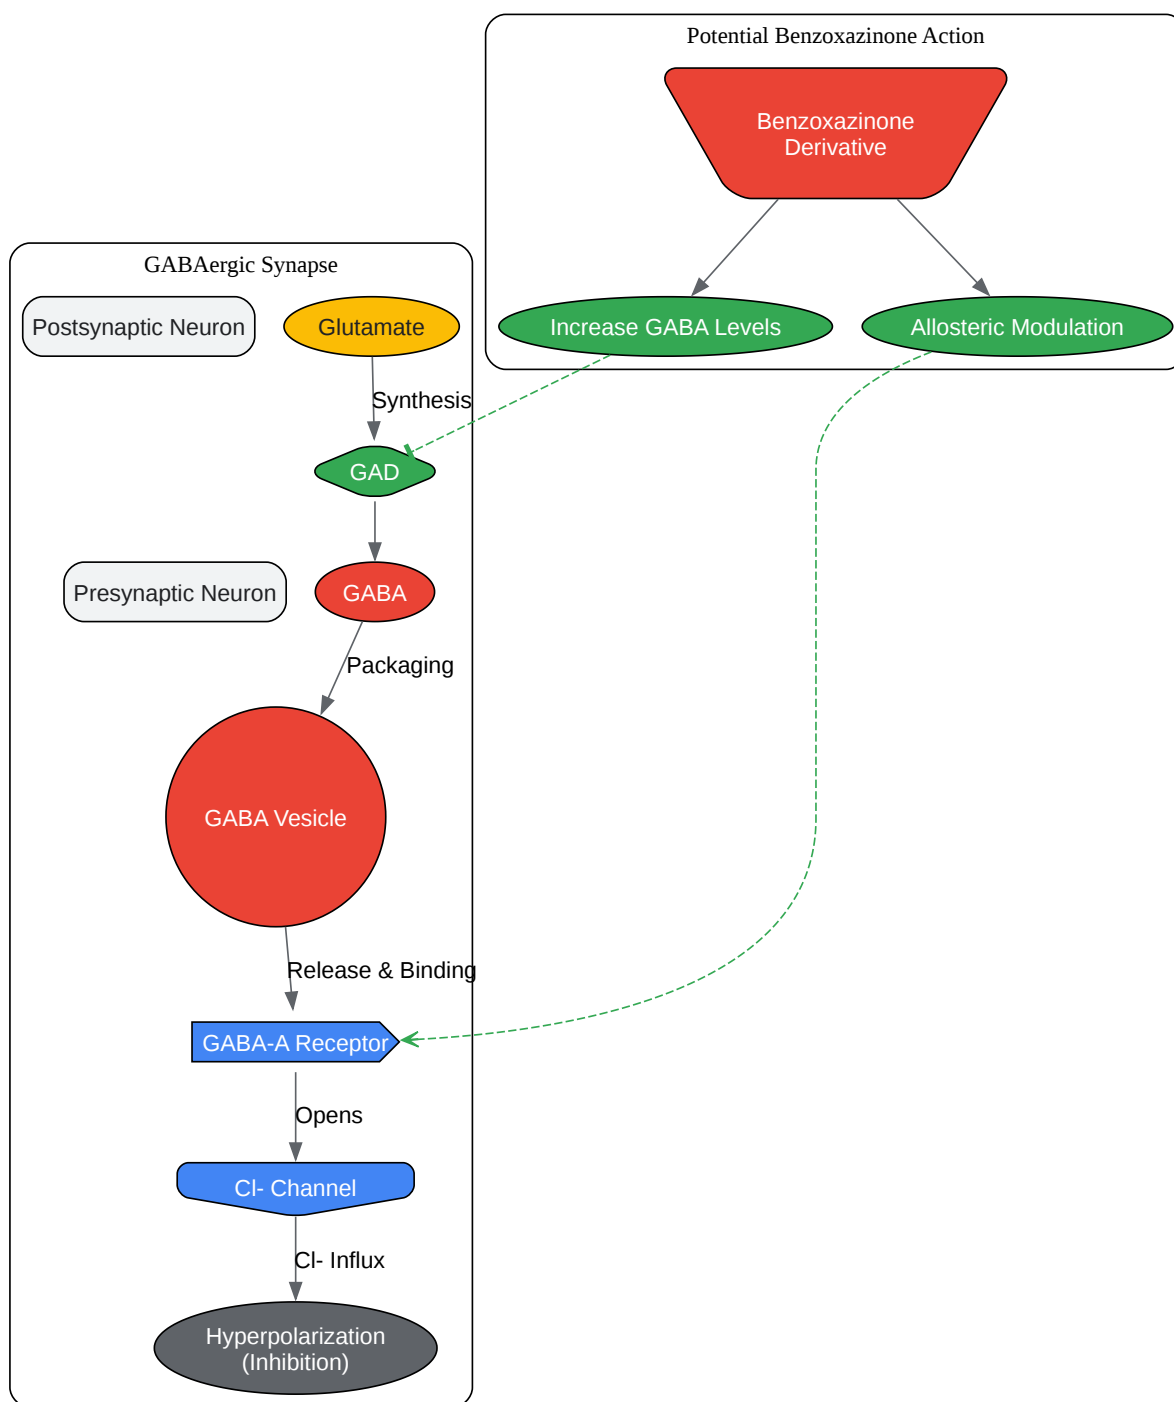 Potential Benzoxazinone Action
Benzoxazinone
Derivative
GABAergic Synapse
Postsynaptic Neuron
Glutamate
Increase GABA Levels
Allosteric Modulation
Synthesis
GAD
Presynaptic Neuron
GABA
Packaging
GABA Vesicle
Release & Binding
GABA-A Receptor
Opens
Cl- Channel
Cl- Influx
Hyperpolarization
(Inhibition)